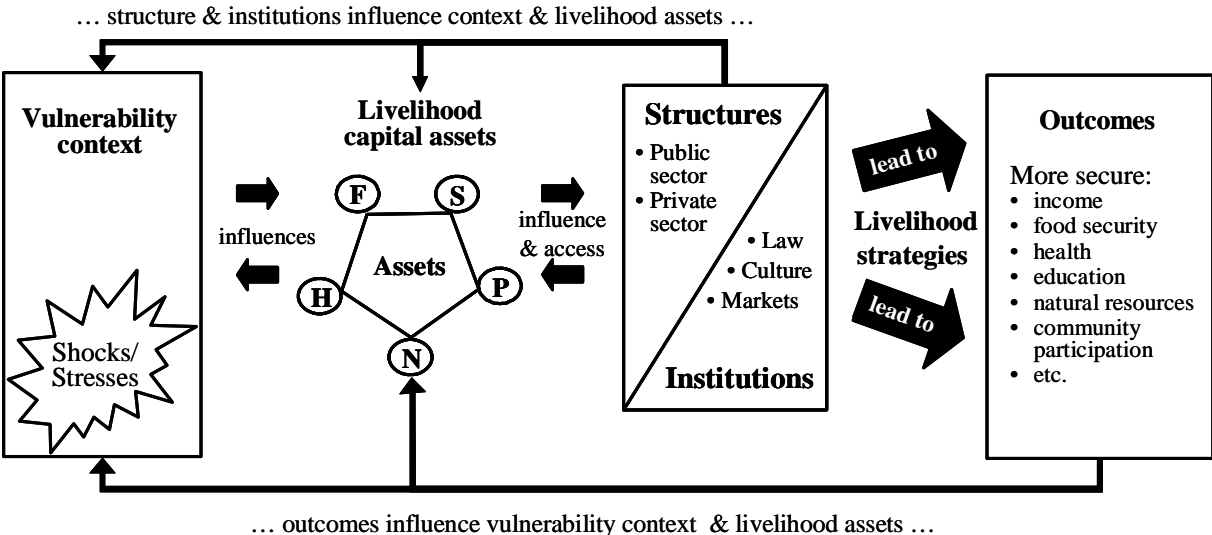 … structure & institutions influence context & livelihood assets …
Vulnerability
context
Shocks/
Stresses
influences
Livelihood
capital assets
F
S
H
Assets
P
N
influence
& access
Structures
• Public
sector
• Private
sector
• Law
• Culture
• Markets
Institutions
lead to
Livelihood
strategies
lead to
Outcomes
More secure:
• income
• food security
• health
• education
• natural resources
• community
participation
• etc.
… outcomes influence vulnerability context & livelihood assets …